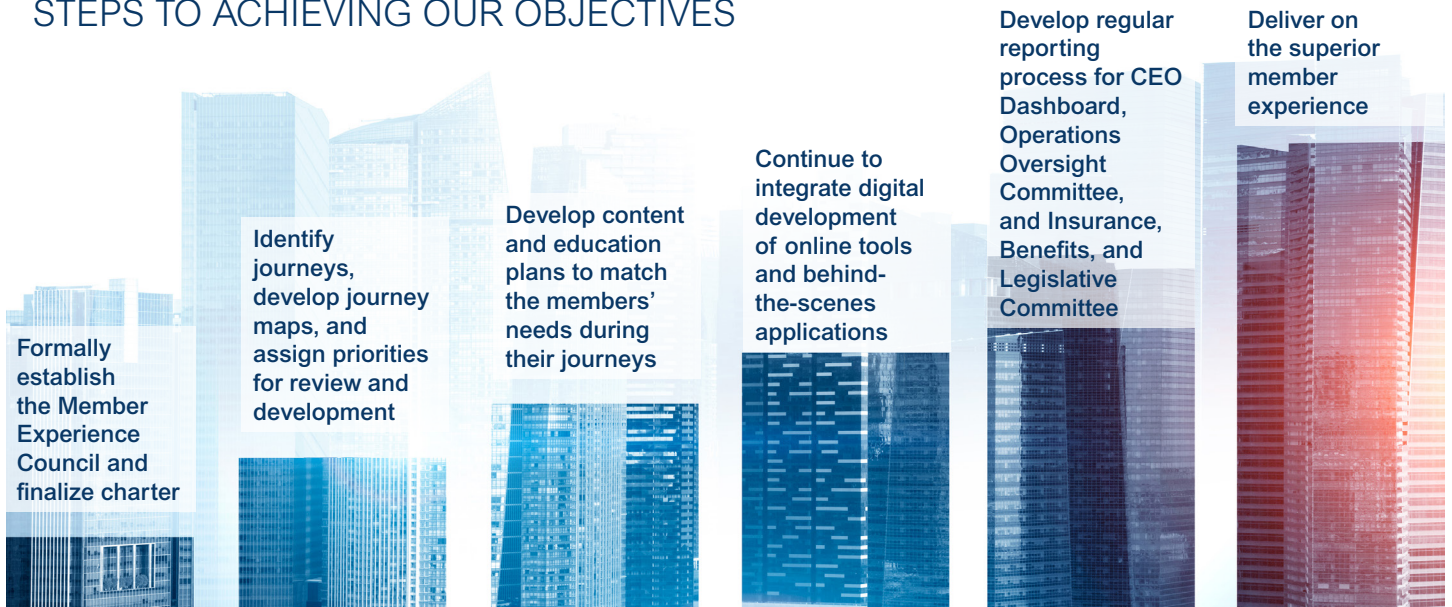 STEPS TO ACHIEVING OUR OBJECTIVES
Formally
establish
the Member
Experience
Council and
finalize charter
Identify
journeys,
develop journey
maps, and
assign priorities
for review and
development
Develop content
and education
plans to match
the members’
needs during
their journeys
Continue to
integrate digital
development
of online tools
and behind-
the-scenes
applications
Develop regular
reporting
process for CEO
Dashboard,
Operations
Oversight
Committee,
and Insurance,
Benefits, and
Legislative
Committee
Deliver on
the superior
member
experience